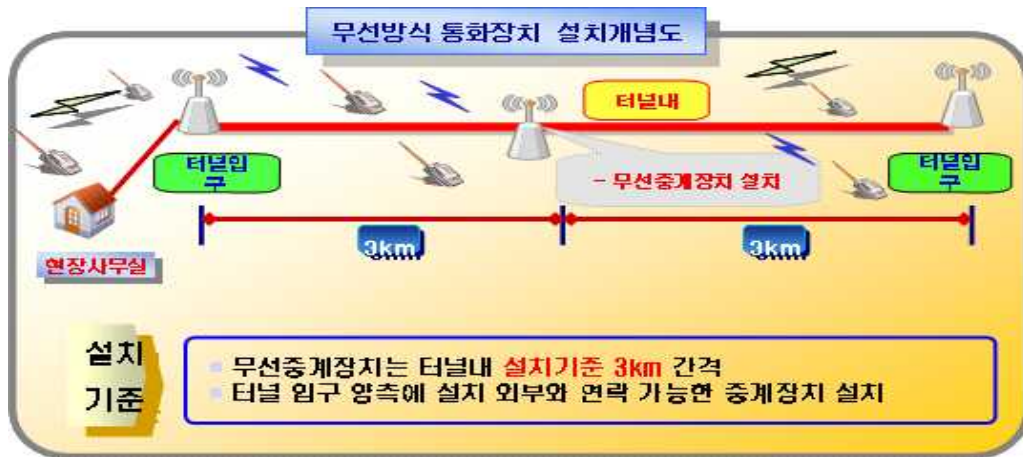 무선방식 통화장치 설치개념도
터널내
터널입
구
터널입
구
- 무선중계장치 설치
3km
3km
현장사무실
설치
기준
무선중계장치는 터널내 설치기준 3km 간격
터널 입구 양측에 설치 외부와 연락 가능한 중계장치 설치